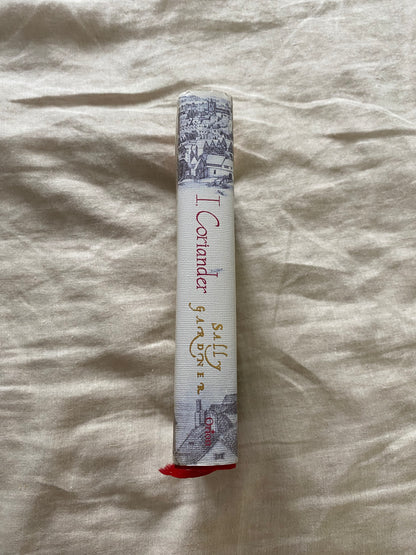 I, Coriander
Sally
GARDNER
Orion